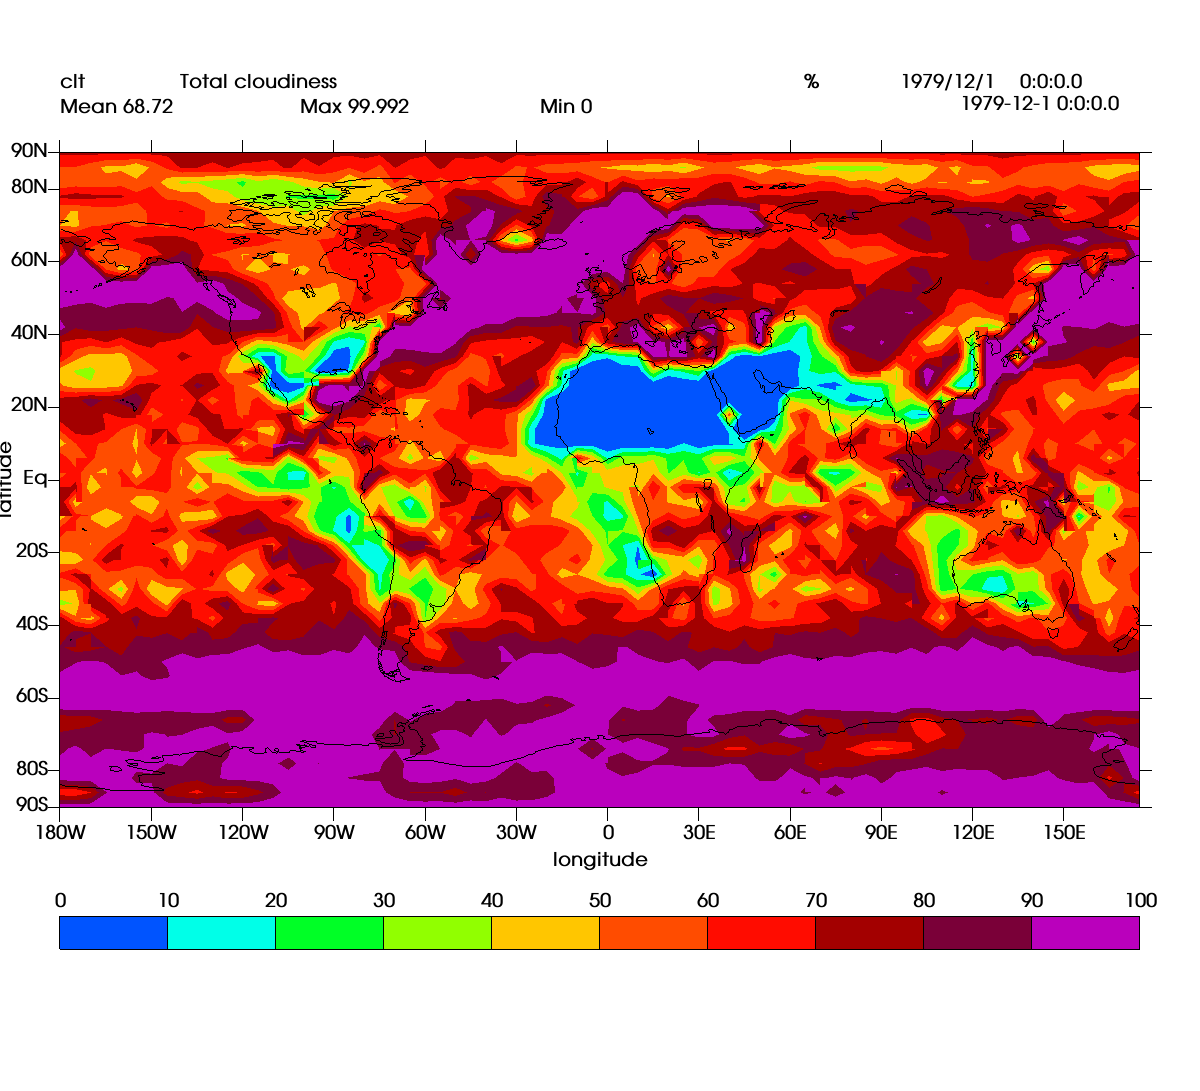 clt Total cloudiness % 1979/12/1 0:0:0.0
Mean 68.72 Max 99.992 Min 0 1979-12-1 0:0:0.0
90N
80N
60N
40N
20N
Eq
20S
40S
60S
80S
90S
latitude
180W 150W 120W 90W 60W 30W 0 30E 60E 90E 120E 150E
longitude
0 10 20 30 40 50 60 70 80 90 100